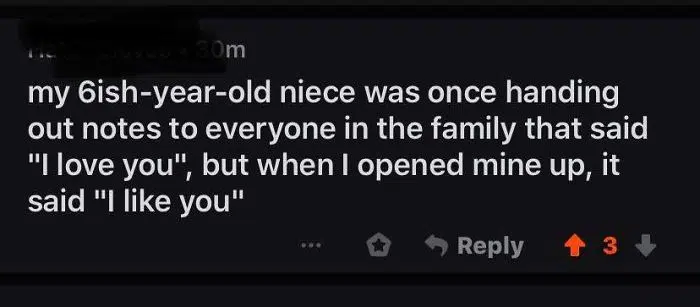 30m
my 6ish-year-old niece was once handing
out notes to everyone in the family that said
"I love you", but when I opened mine up, it
said "I like you"
Reply 3